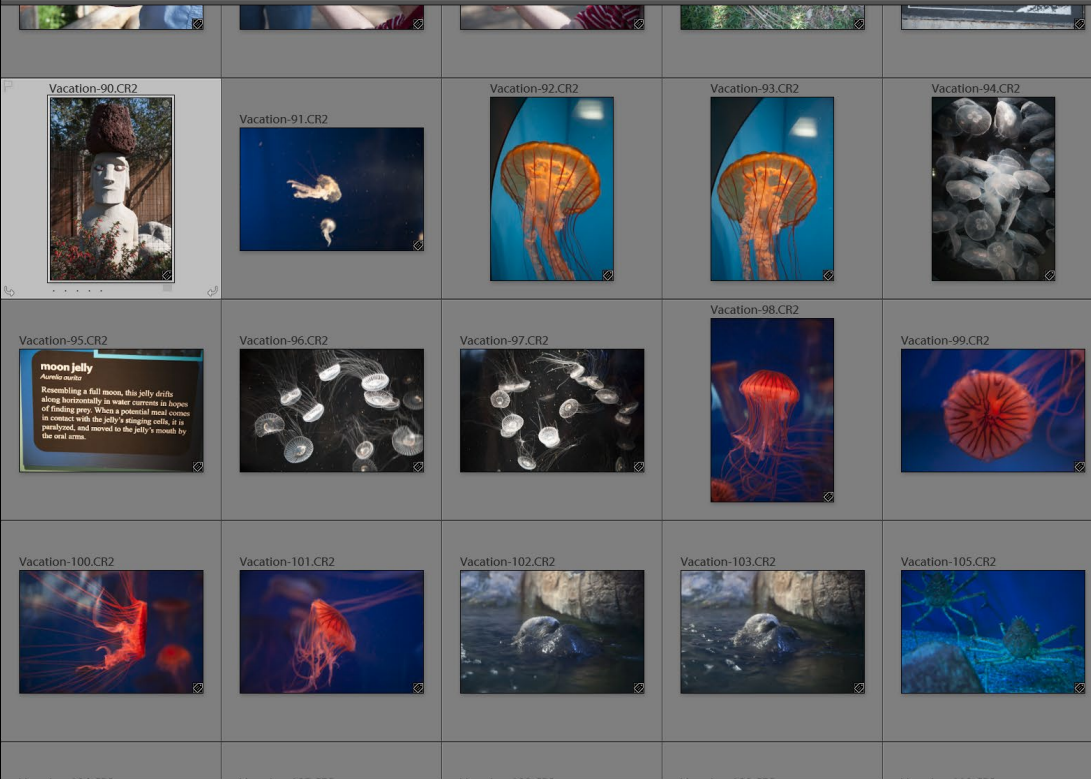 Vacation-90.CR2
Vacation-91.CR2
Vacation-92.CR2
Vacation-93.CR2
Vacation-94.CR2
Vacation-95.CR2
moon jelly
Aurelia aurita
Resembling a full moon, this jelly drifts
along horizontally in water currents in hopes
of finding prey. When a potential meal comes
in contact with the jelly's stinging cells, it is
paralyzed, and moved to the jelly's mouth by
the oral arms.
Vacation-96.CR2
Vacation-97.CR2
Vacation-98.CR2
Vacation-99.CR2
Vacation-100.CR2
Vacation-101.CR2
Vacation-102.CR2
Vacation-103.CR2
Vacation-105.CR2